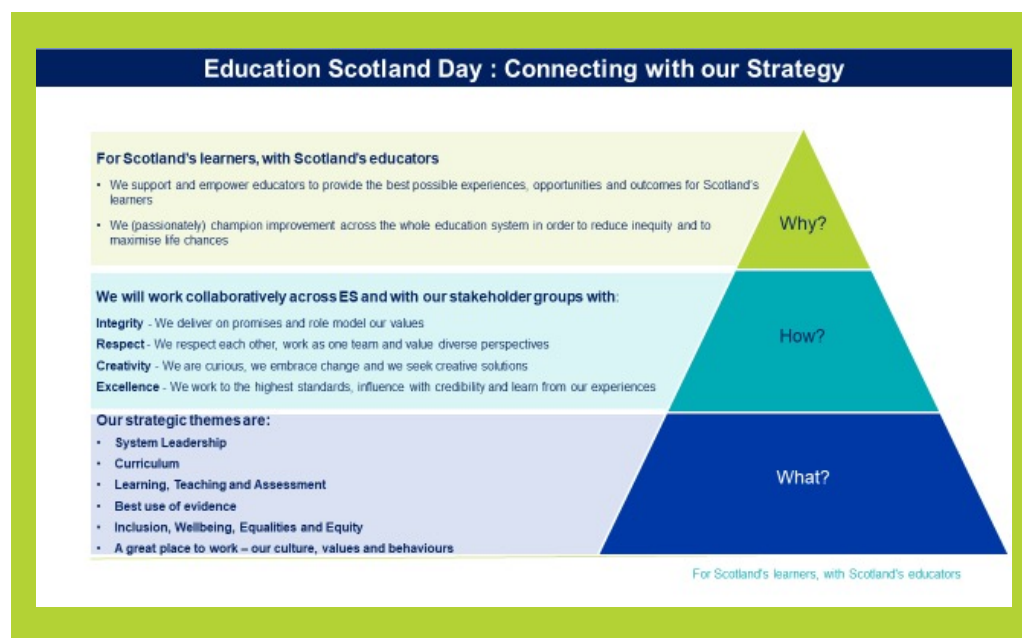 Education Scotland Day : Connecting with our Strategy
For Scotland's learners, with Scotland's educators
• We support and empower educators to provide the best possible experiences, opportunities and outcomes for Scotland's
learners
• We (passionately) champion improvement across the whole education system in order to reduce inequity and to
maximise life chances
Why?
We will work collaboratively across ES and with our stakeholder groups with:
Integrity - We deliver on promises and role model our values
Respect - We respect each other, work as one team and value diverse perspectives
Creativity - We are curious, we embrace change and we seek creative solutions
Excellence - We work to the highest standards, influence with credibility and learn from our experiences
How?
Our strategic themes are:
• System Leadership
• Curriculum
• Learning, Teaching and Assessment
• Best use of evidence
• Inclusion, Wellbeing, Equalities and Equity
• A great place to work – our culture, values and behaviours
What?
For Scotland's learners, with Scotland's educators